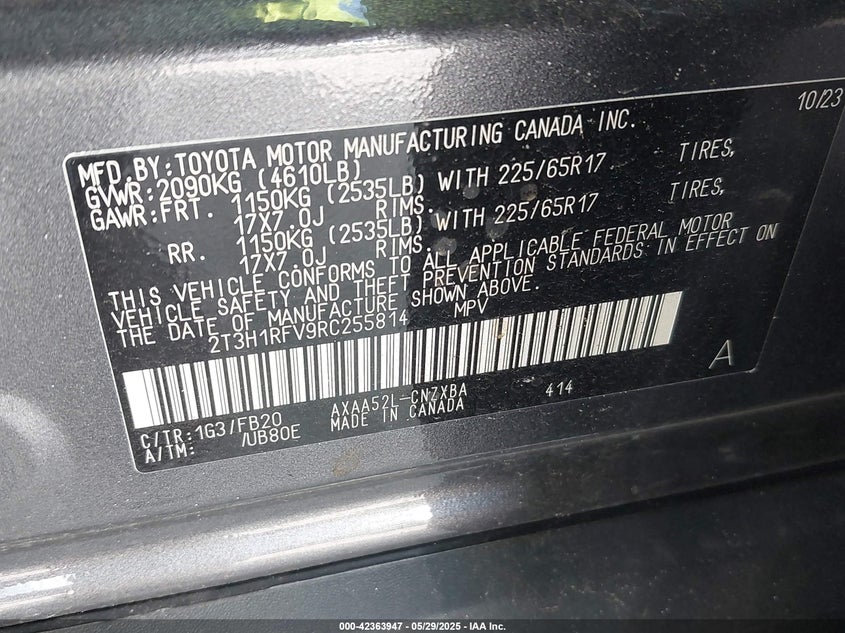 10/23
MFD.BY:TOYOTA MOTOR MANUFACTURING CANADA INC.
GVWR:2090KG (4610LB)
GAWR:FRT. 1150KG (2535LB) WITH 225/65R17 TIRES,
17X7.0J RIMS.
RR. 1150KG (2535LB) WITH 225/65R17 TIRES,
17X7.0J RIMS.
THIS VEHICLE CONFORMS TO ALL APPLICABLE FEDERAL MOTOR
VEHICLE SAFETY AND THEFT PREVENTION STANDARDS IN EFFECT ON
THE DATE OF MANUFACTURE SHOWN ABOVE.
2T3H1RFV9RC255814 MPV
A
C/TR:1G3/FB20 AXAA52L-CNZXBA 414
A/TM: /UB80E MADE IN CANADA
000-42363947 - 05/29/2025 - IAA Inc.